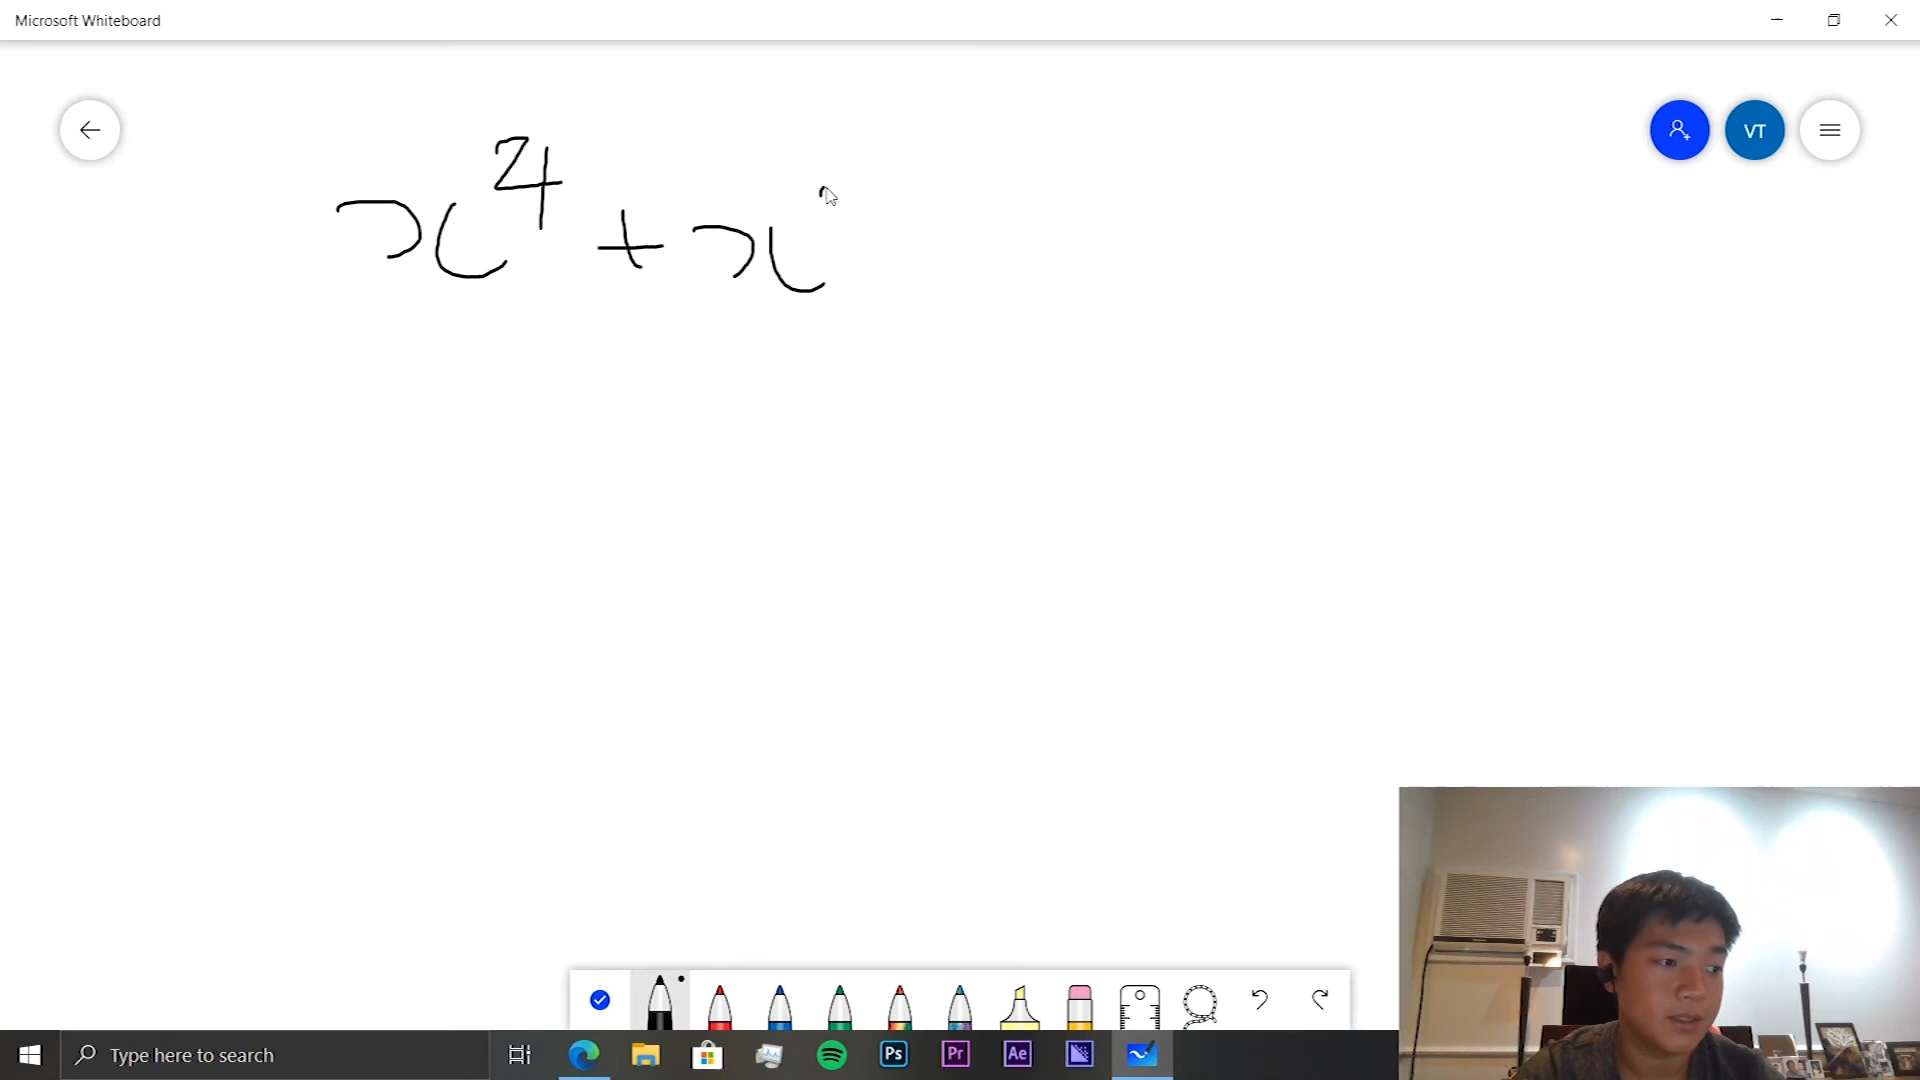 Microsoft Whiteboard
VT
x⁴ + x
Type here to search
Ps
Pr
Ae